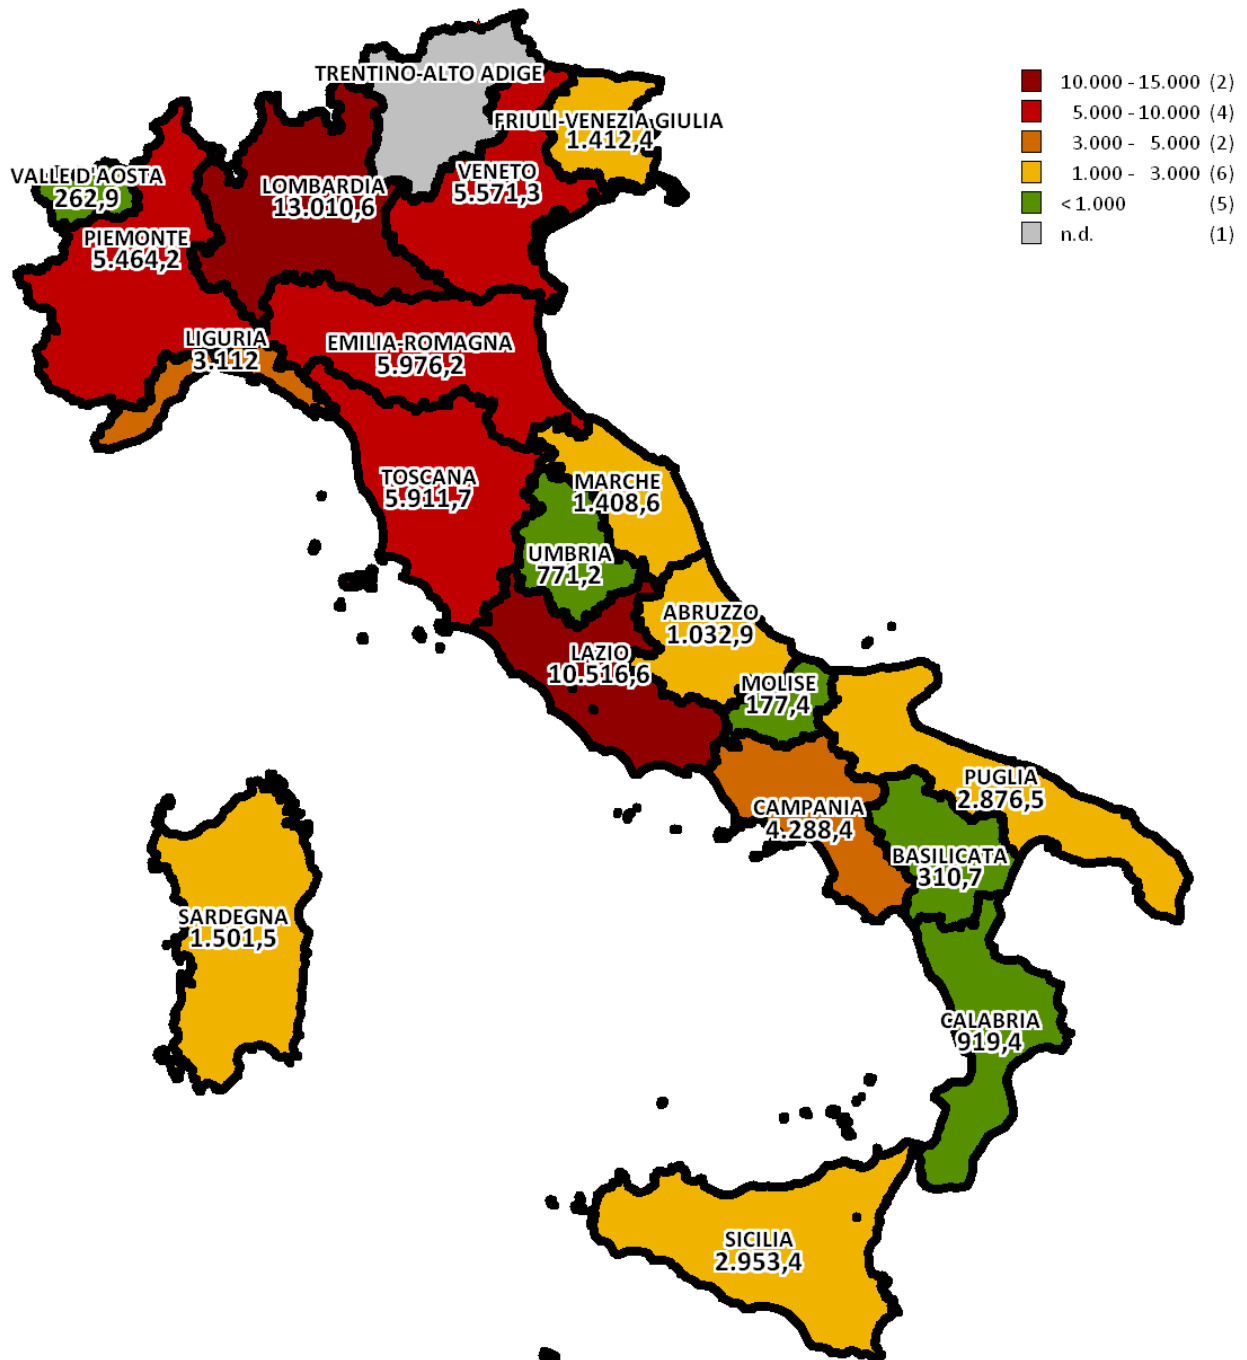 TRENTINO-ALTO ADIGE
10.000 - 15.000 (2)
5.000 - 10.000 (4)
3.000 - 5.000 (2)
1.000 - 3.000 (6)
< 1.000 (5)
n.d. (1)
FRIULI-VENEZIA GIULIA
1.412,4
VALLE D'AOSTA
262,9
LOMBARDIA
13.010,6
VENETO
5.571,3
PIEMONTE
5.464,2
LIGURIA
3.112
EMILIA-ROMAGNA
5.976,2
TOSCANA
5.911,7
MARCHE
1.408,6
UMBRIA
771,2
ABRUZZO
1.032,9
LAZIO
10.516,6
MOLISE
177,4
PUGLIA
2.876,5
CAMPANIA
4.288,4
BASILICATA
310,7
SARDEGNA
1.501,5
CALABRIA
919,4
SICILIA
2.953,4